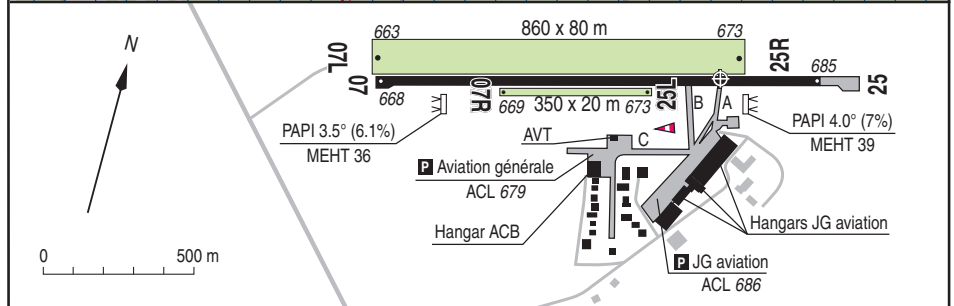 N
663
860 x 80 m
673
07L
25R
685
07
25
668
07R
669
350 x 20 m
673
25L
B
A
PAPI 3.5° (6.1%)
MEHT 36
AVT
C
PAPI 4.0° (7%)
MEHT 39
P Aviation générale
ACL 679
Hangar ACB
Hangars JG aviation
0
500 m
P JG aviation
ACL 686